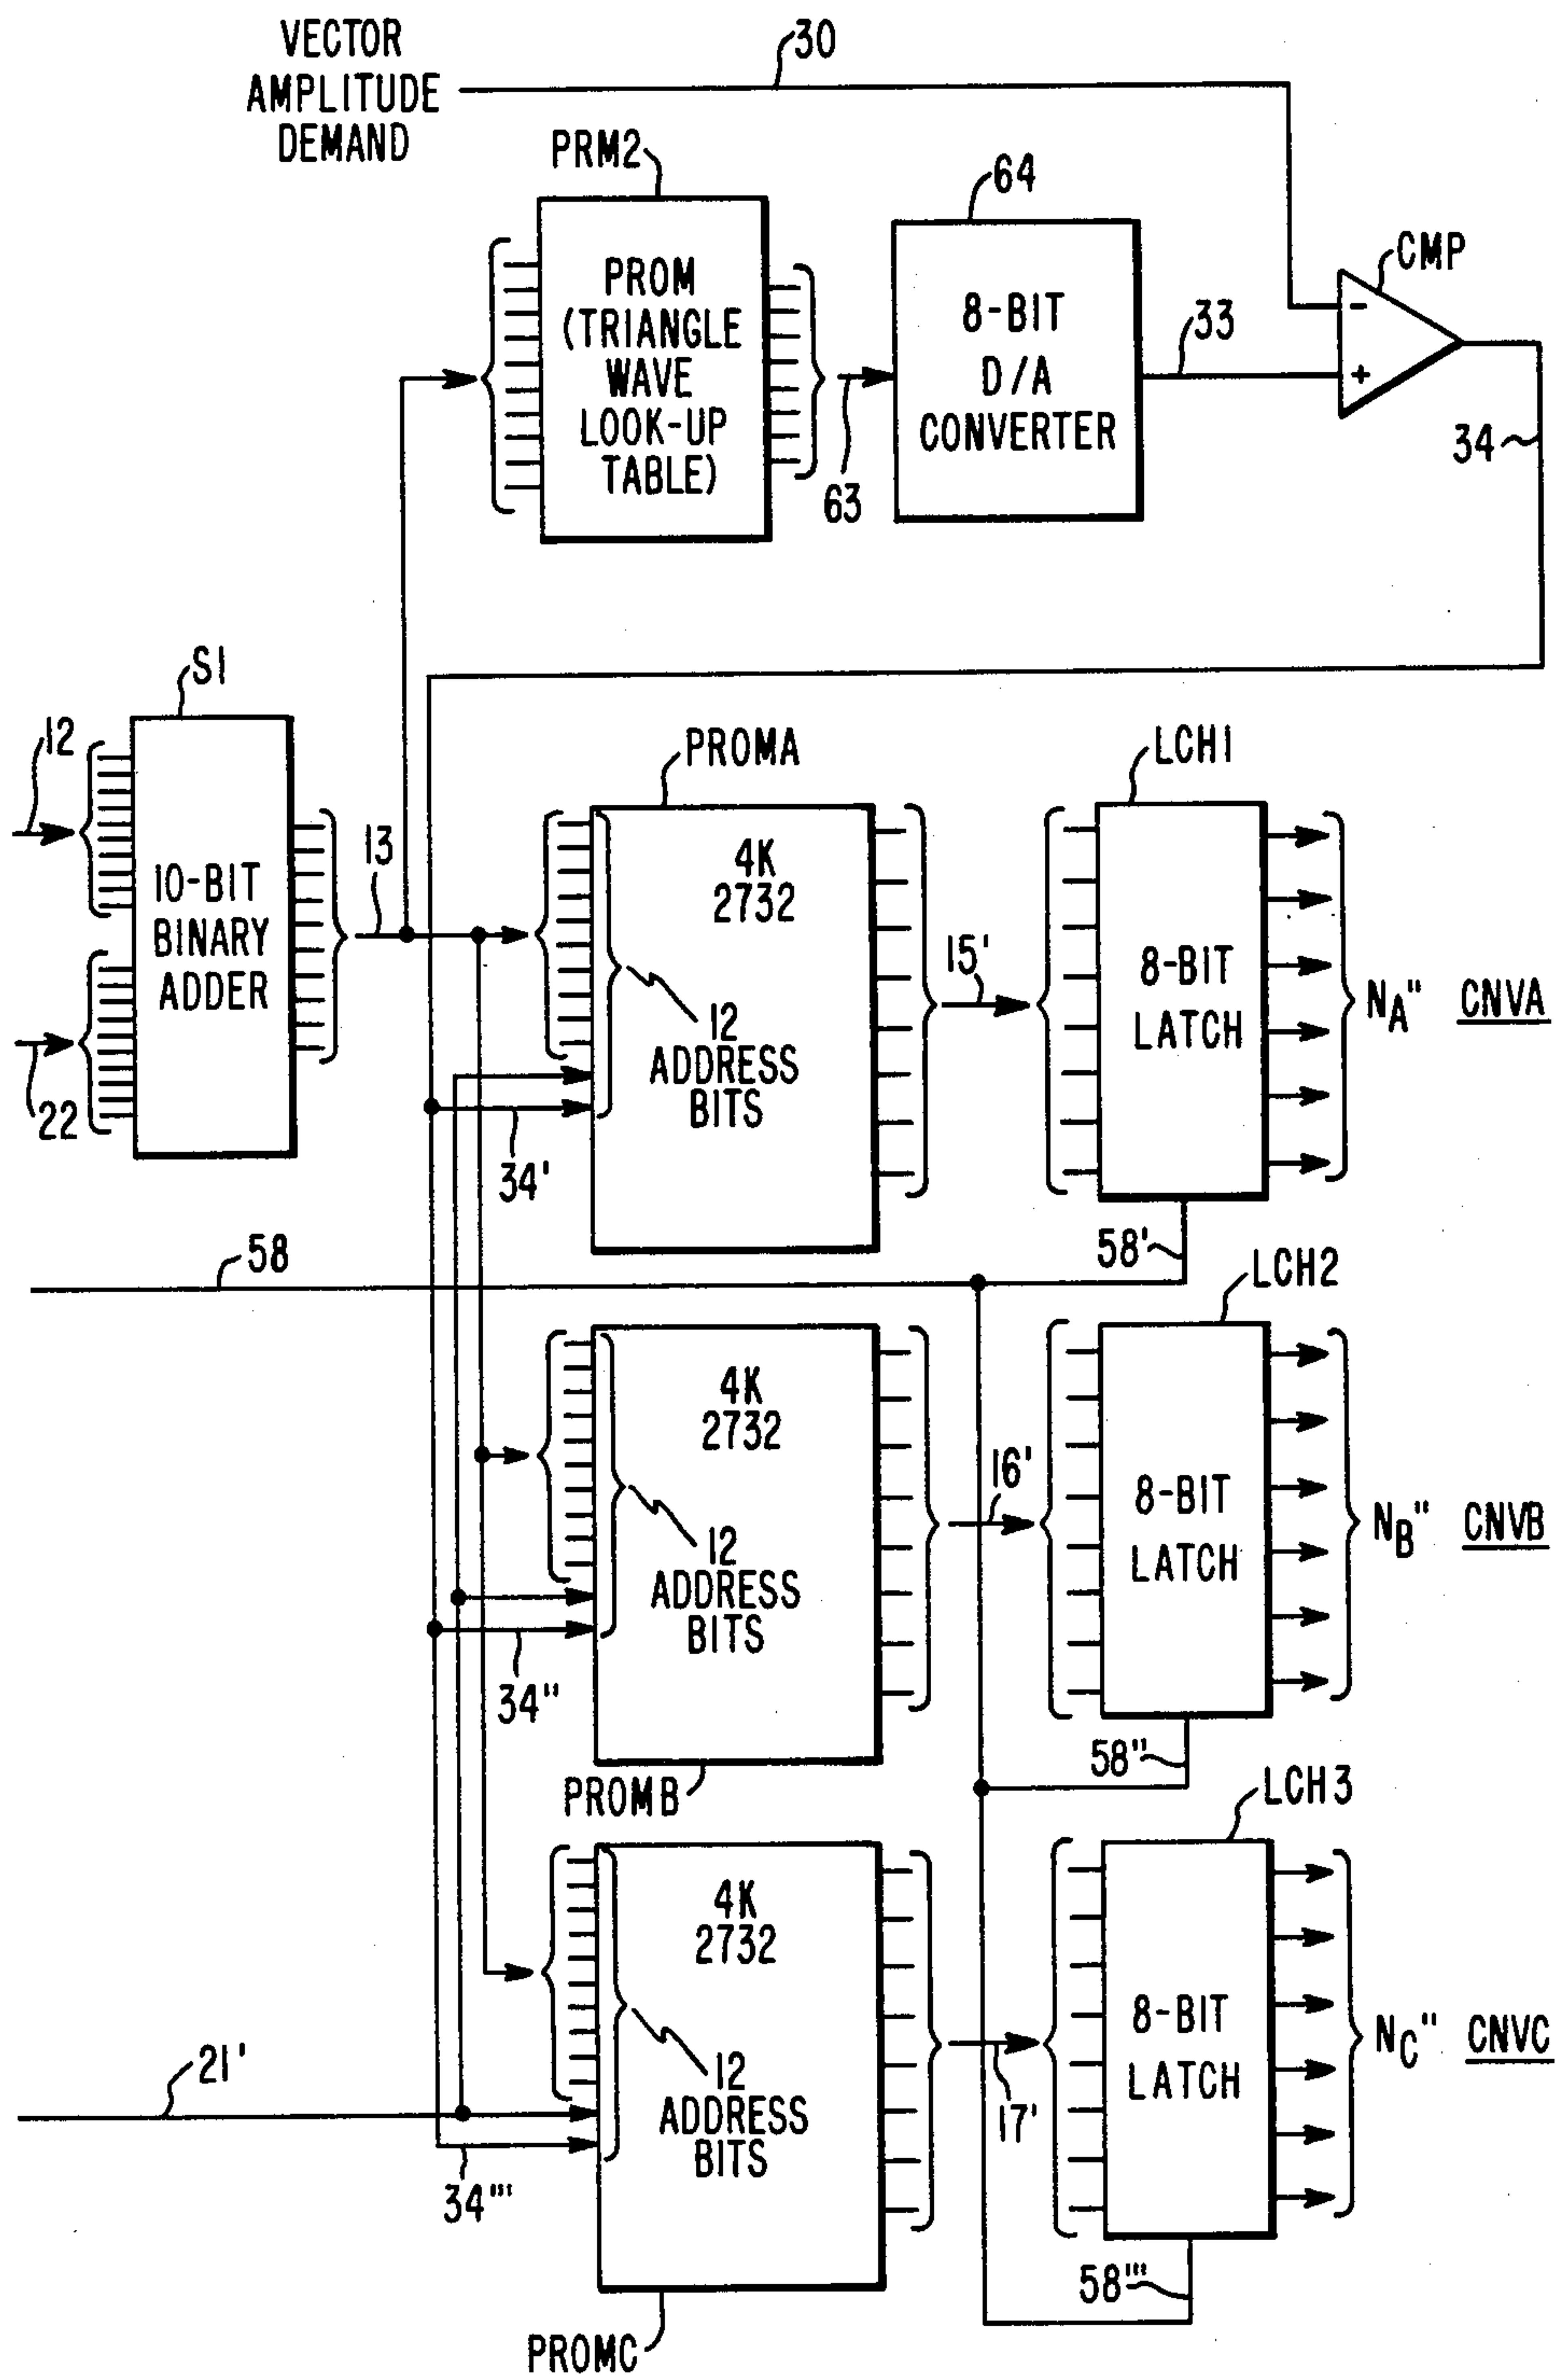 VECTOR
AMPLITUDE
DEMAND
30
PRM2
64
CMP
PROM
(TRIANGLE
WAVE
LOOK-UP
TABLE)
8-BIT
D/A
CONVERTER
-
+
33
34
63
S1
12
22
10-BIT
BINARY
ADDER
13
PROMA
4K
2732
12
ADDRESS
BITS
34'
15'
LCH1
8-BIT
LATCH
NA" CNVA
58'
58
LCH2
4K
2732
12
ADDRESS
BITS
34"
PROMB
16'
8-BIT
LATCH
NB" CNVB
58"
LCH3
4K
2732
12
ADDRESS
BITS
21'
34'''
PROMC
17'
8-BIT
LATCH
NC" CNVC
58'''